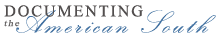 DOCUMENTING
the American South